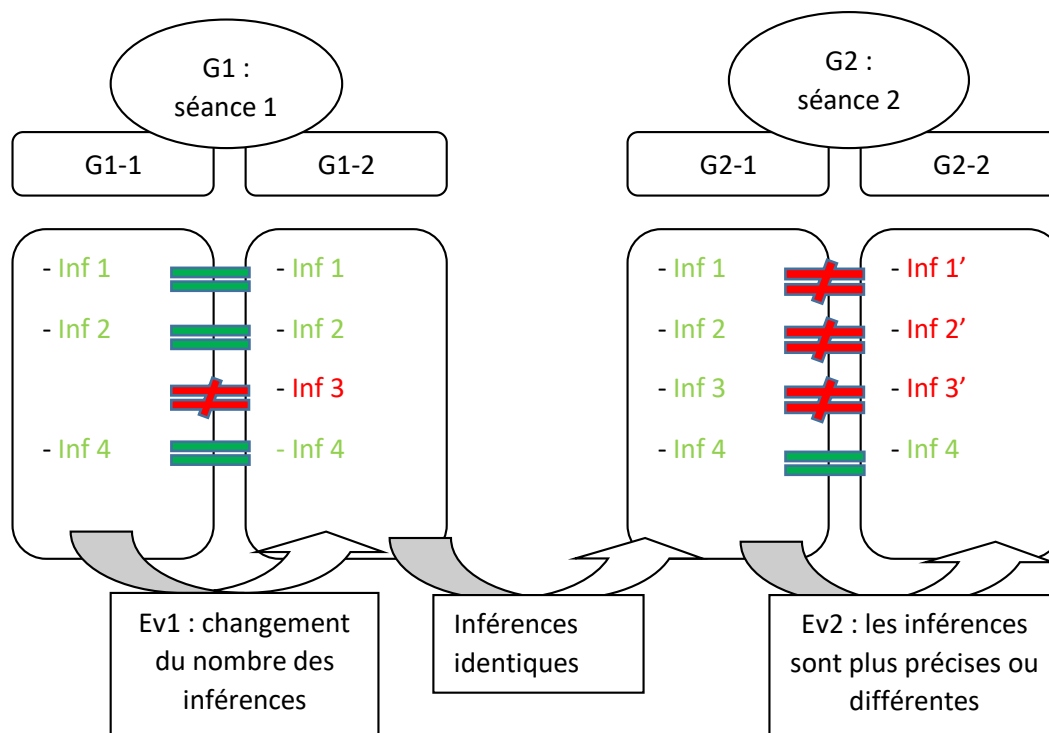 G1 :
séance 1
G1-1
G1-2
- Inf 1
- Inf 2
- Inf 4
- Inf 1
- Inf 2
- Inf 3
- Inf 4
G2 :
séance 2
G2-1
G2-2
- Inf 1
- Inf 2
- Inf 3
- Inf 4
- Inf 1’
- Inf 2’
- Inf 3’
- Inf 4
Ev1 : changement
du nombre des
inférences
Inférences
identiques
Ev2 : les inférences
sont plus précises ou
différentes